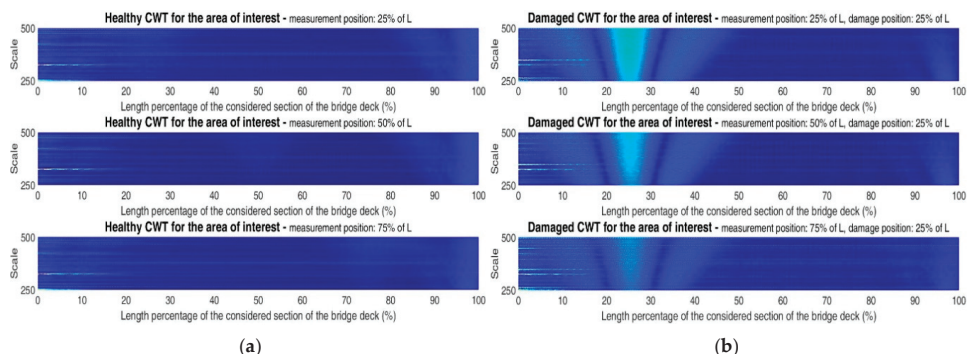 Healthy CWT for the area of interest - measurement position: 25% of L
500
Scale
250
0 10 20 30 40 50 60 70 80 90 100
Length percentage of the considered section of the bridge deck (%)
Healthy CWT for the area of interest - measurement position: 50% of L
500
Scale
250
0 10 20 30 40 50 60 70 80 90 100
Length percentage of the considered section of the bridge deck (%)
Healthy CWT for the area of interest - measurement position: 75% of L
500
Scale
250
0 10 20 30 40 50 60 70 80 90 100
Length percentage of the considered section of the bridge deck (%)
(a)
Damaged CWT for the area of interest - measurement position: 25% of L, damage position: 25% of L
500
Scale
250
0 10 20 30 40 50 60 70 80 90 100
Length percentage of the considered section of the bridge deck (%)
Damaged CWT for the area of interest - measurement position: 50% of L, damage position: 25% of L
500
Scale
250
0 10 20 30 40 50 60 70 80 90 100
Length percentage of the considered section of the bridge deck (%)
Damaged CWT for the area of interest - measurement position: 75% of L, damage position: 25% of L
500
Scale
250
0 10 20 30 40 50 60 70 80 90 100
Length percentage of the considered section of the bridge deck (%)
(b)